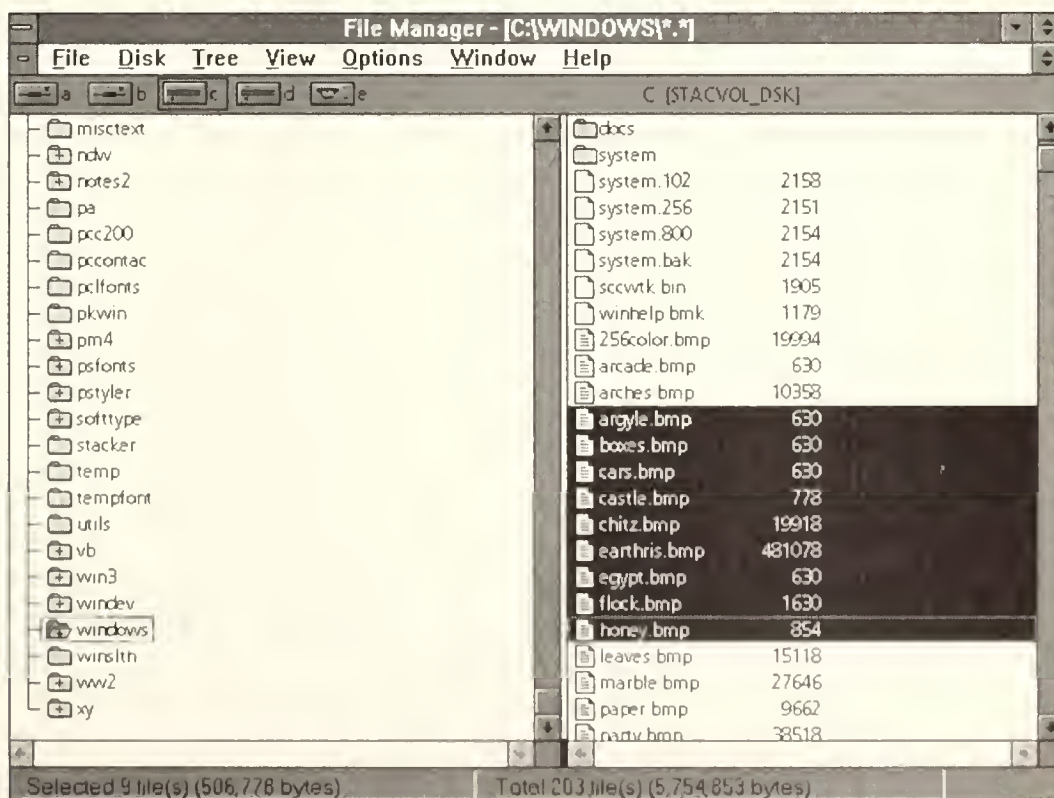 File Manager - [C:\WINDOWS\*.*]
File Disk Tree View Options Window Help
a b c d e C: [STACVOL_DSK]
misctext
ndw
notes2
pa
pcc200
pccontac
pclfonts
pkwin
pm4
psfonts
pstyler
softtype
stacker
temp
tempfont
utils
vb
win3
windev
windows
winslth
ww2
xy
docs
system
system.102 2158
system.256 2151
system.800 2154
system.bak 2154
sccwtk.bin 1905
winhelp.bmk 1179
256color.bmp 19994
arcade.bmp 630
arches.bmp 10358
argyle.bmp 630
boxes.bmp 630
cars.bmp 630
castle.bmp 778
chitz.bmp 19918
earthris.bmp 481078
egypt.bmp 630
flock.bmp 1630
honey.bmp 854
leaves.bmp 15118
marble.bmp 27646
paper.bmp 9662
party.bmp 38518
Selected 9 file(s) (506,778 bytes) Total 203 file(s) (5,754,853 bytes)